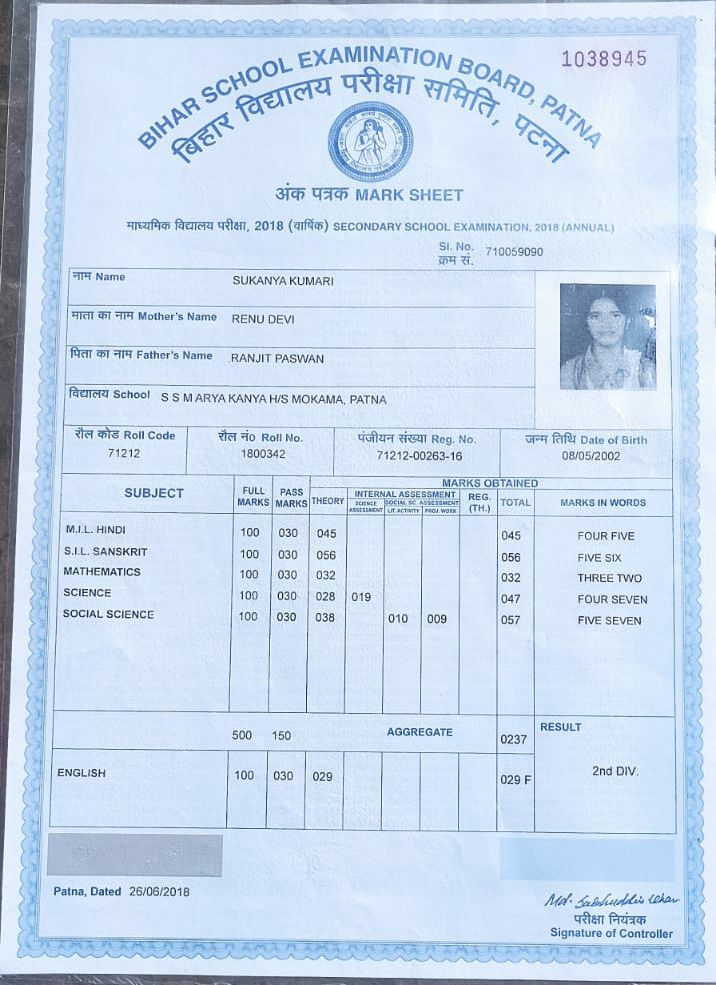 1038945
BIHAR SCHOOL EXAMINATION BOARD, PATNA
बिहार विद्यालय परीक्षा समिति, पटना
अंक पत्रक MARK SHEET
माध्यमिक विद्यालय परीक्षा, 2018 (वार्षिक) SECONDARY SCHOOL EXAMINATION, 2018 (ANNUAL)
Sl. No. 710059090
क्रम सं.
नाम Name SUKANYA KUMARI
माता का नाम Mother's Name RENU DEVI
पिता का नाम Father's Name RANJIT PASWAN
विद्यालय School S S M ARYA KANYA H/S MOKAMA, PATNA
रौल कोड Roll Code रौल नं० Roll No. पंजीयन संख्या Reg. No. जन्म तिथि Date of Birth
71212 1800342 71212-00263-16 08/05/2002
MARKS OBTAINED
SUBJECT FULL MARKS PASS MARKS THEORY INTERNAL ASSESSMENT REG. (TH.) TOTAL MARKS IN WORDS
SCIENCE ASSESSMENT SOCIAL SC. ASSESSMENT
LIT. ACTIVITY PROJ. WORK
M.I.L. HINDI 100 030 045 045 FOUR FIVE
S.I.L. SANSKRIT 100 030 056 056 FIVE SIX
MATHEMATICS 100 030 032 032 THREE TWO
SCIENCE 100 030 028 019 047 FOUR SEVEN
SOCIAL SCIENCE 100 030 038 010 009 057 FIVE SEVEN
500 150 AGGREGATE 0237 RESULT
ENGLISH 100 030 029 029 F 2nd DIV.
Patna, Dated 26/06/2018
परीक्षा नियंत्रक
Signature of Controller